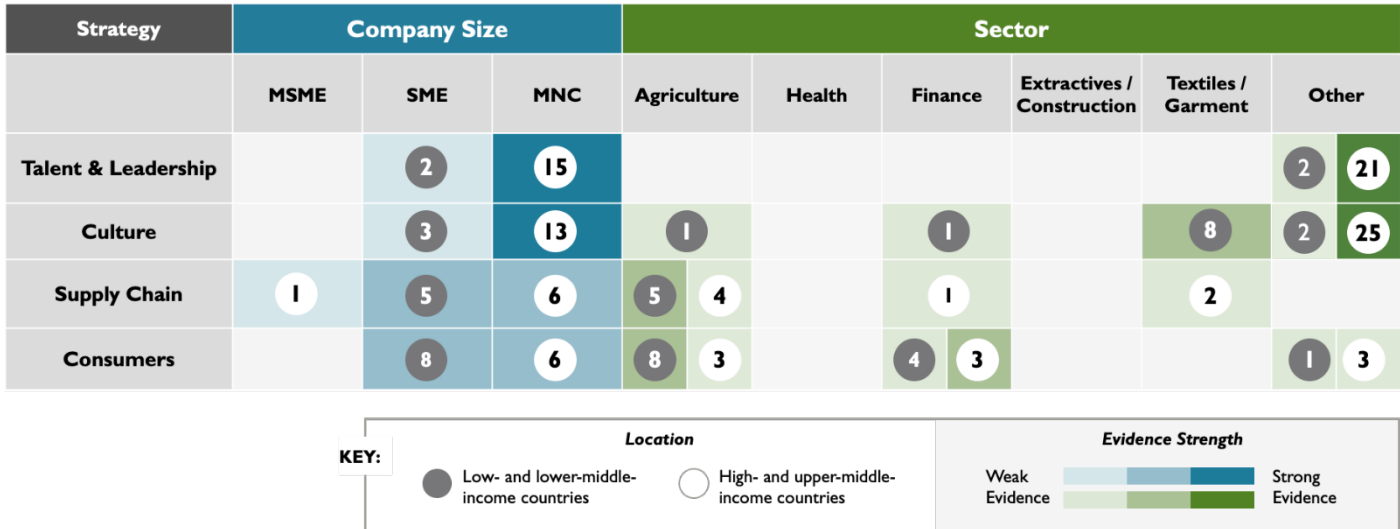 Strategy Company Size Sector
MSME SME MNC Agriculture Health Finance Extractives / Construction Textiles / Garment Other
Talent & Leadership 2 15 2 21
Culture 3 13 1 1 8 2 25
Supply Chain 1 5 6 5 4 1 2
Consumers 8 6 8 3 4 3 1 3
KEY:
Location
Low- and lower-middle-
income countries
High- and upper-middle-
income countries
Evidence Strength
Weak
Evidence
Strong
Evidence